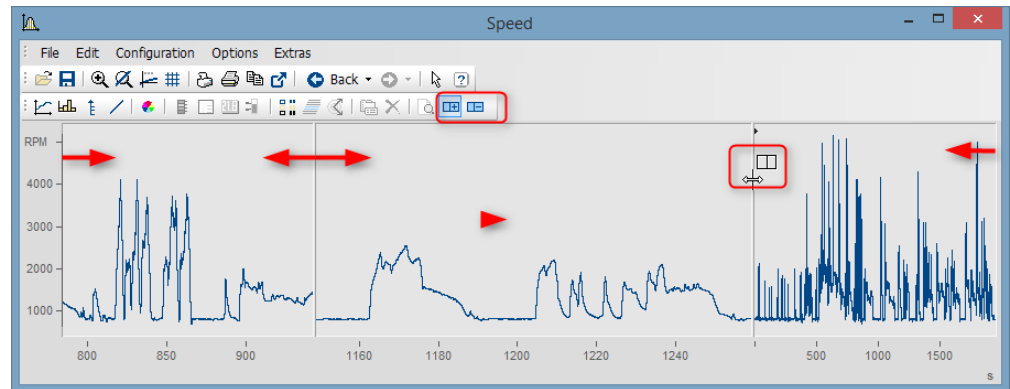 Speed
File Edit Configuration Options Extras
Back
RPM
4000
3000
2000
1000
800 850 900 1160 1180 1200 1220 1240 500 1000 1500
s